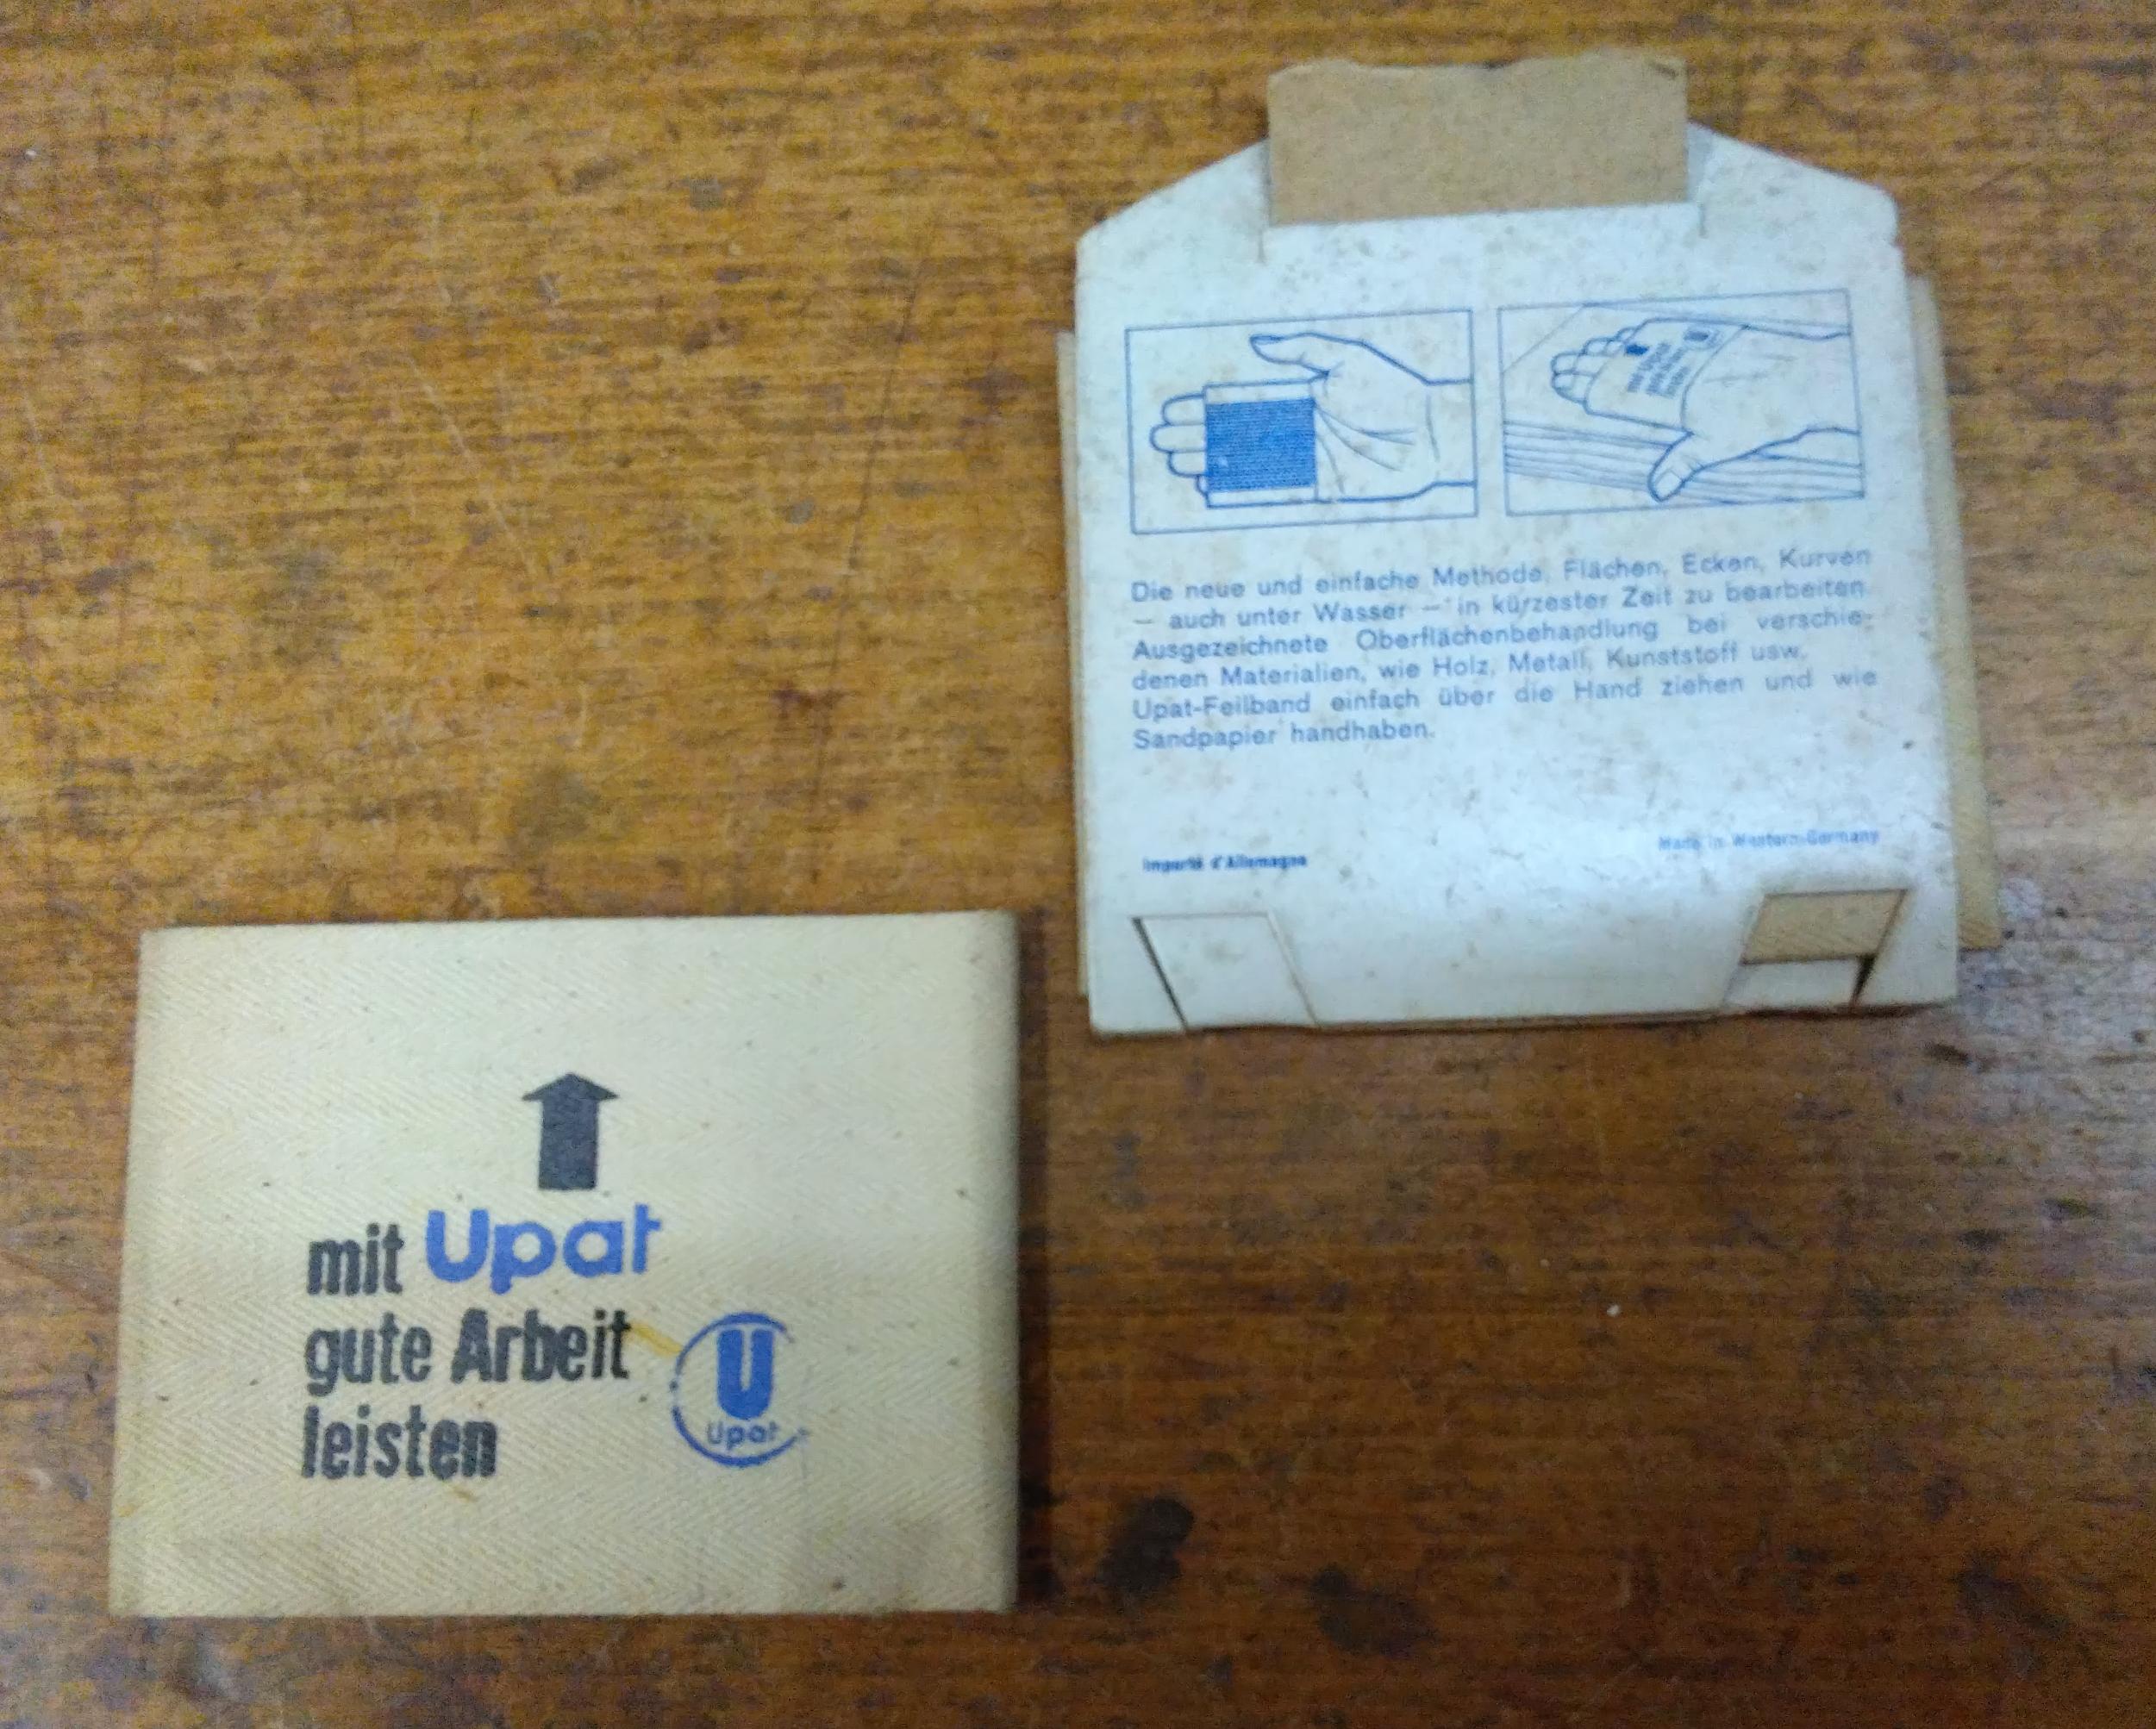 Die neue und einfache Methode, Flächen, Ecken, Kurven
— auch unter Wasser — in kürzester Zeit zu bearbeiten.
Ausgezeichnete Oberflächenbehandlung bei verschie-
denen Materialien, wie Holz, Metall, Kunststoff usw.
Upat-Feilband einfach über die Hand ziehen und wie
Sandpapier handhaben.
Importé d'Allemagne
Made in Western-Germany
mit Upat
gute Arbeit
leisten
U
Upat